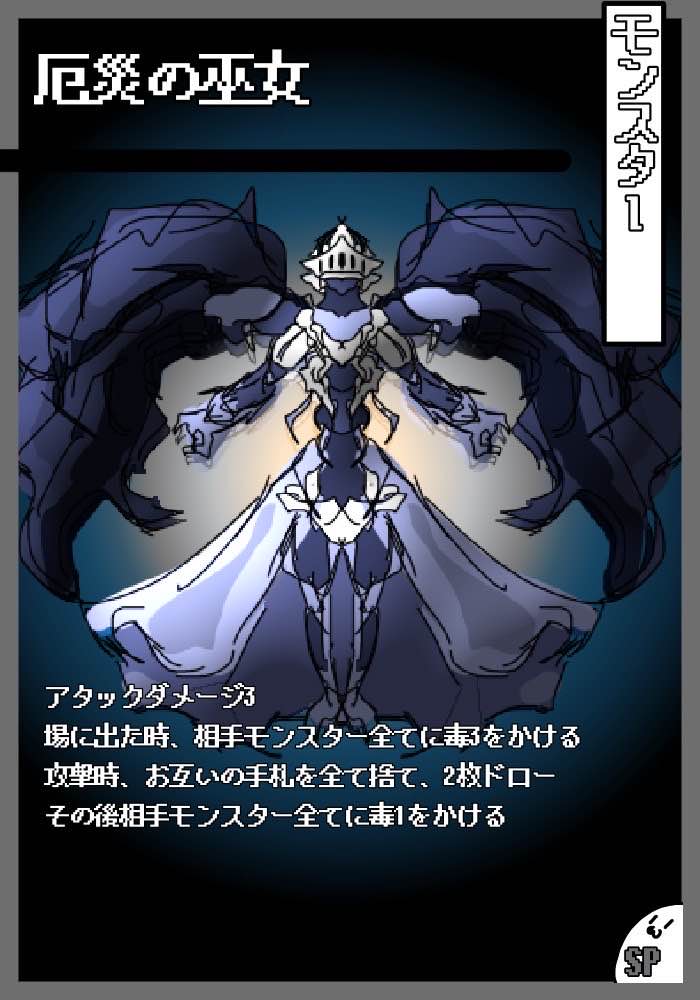 厄災の巫女
モンスター
アタックダメージ3
場に出た時、相手モンスター全てに毒3をかける
攻撃時、お互いの手札を全て捨て、2枚ドロー
その後相手モンスター全てに毒1をかける
SP